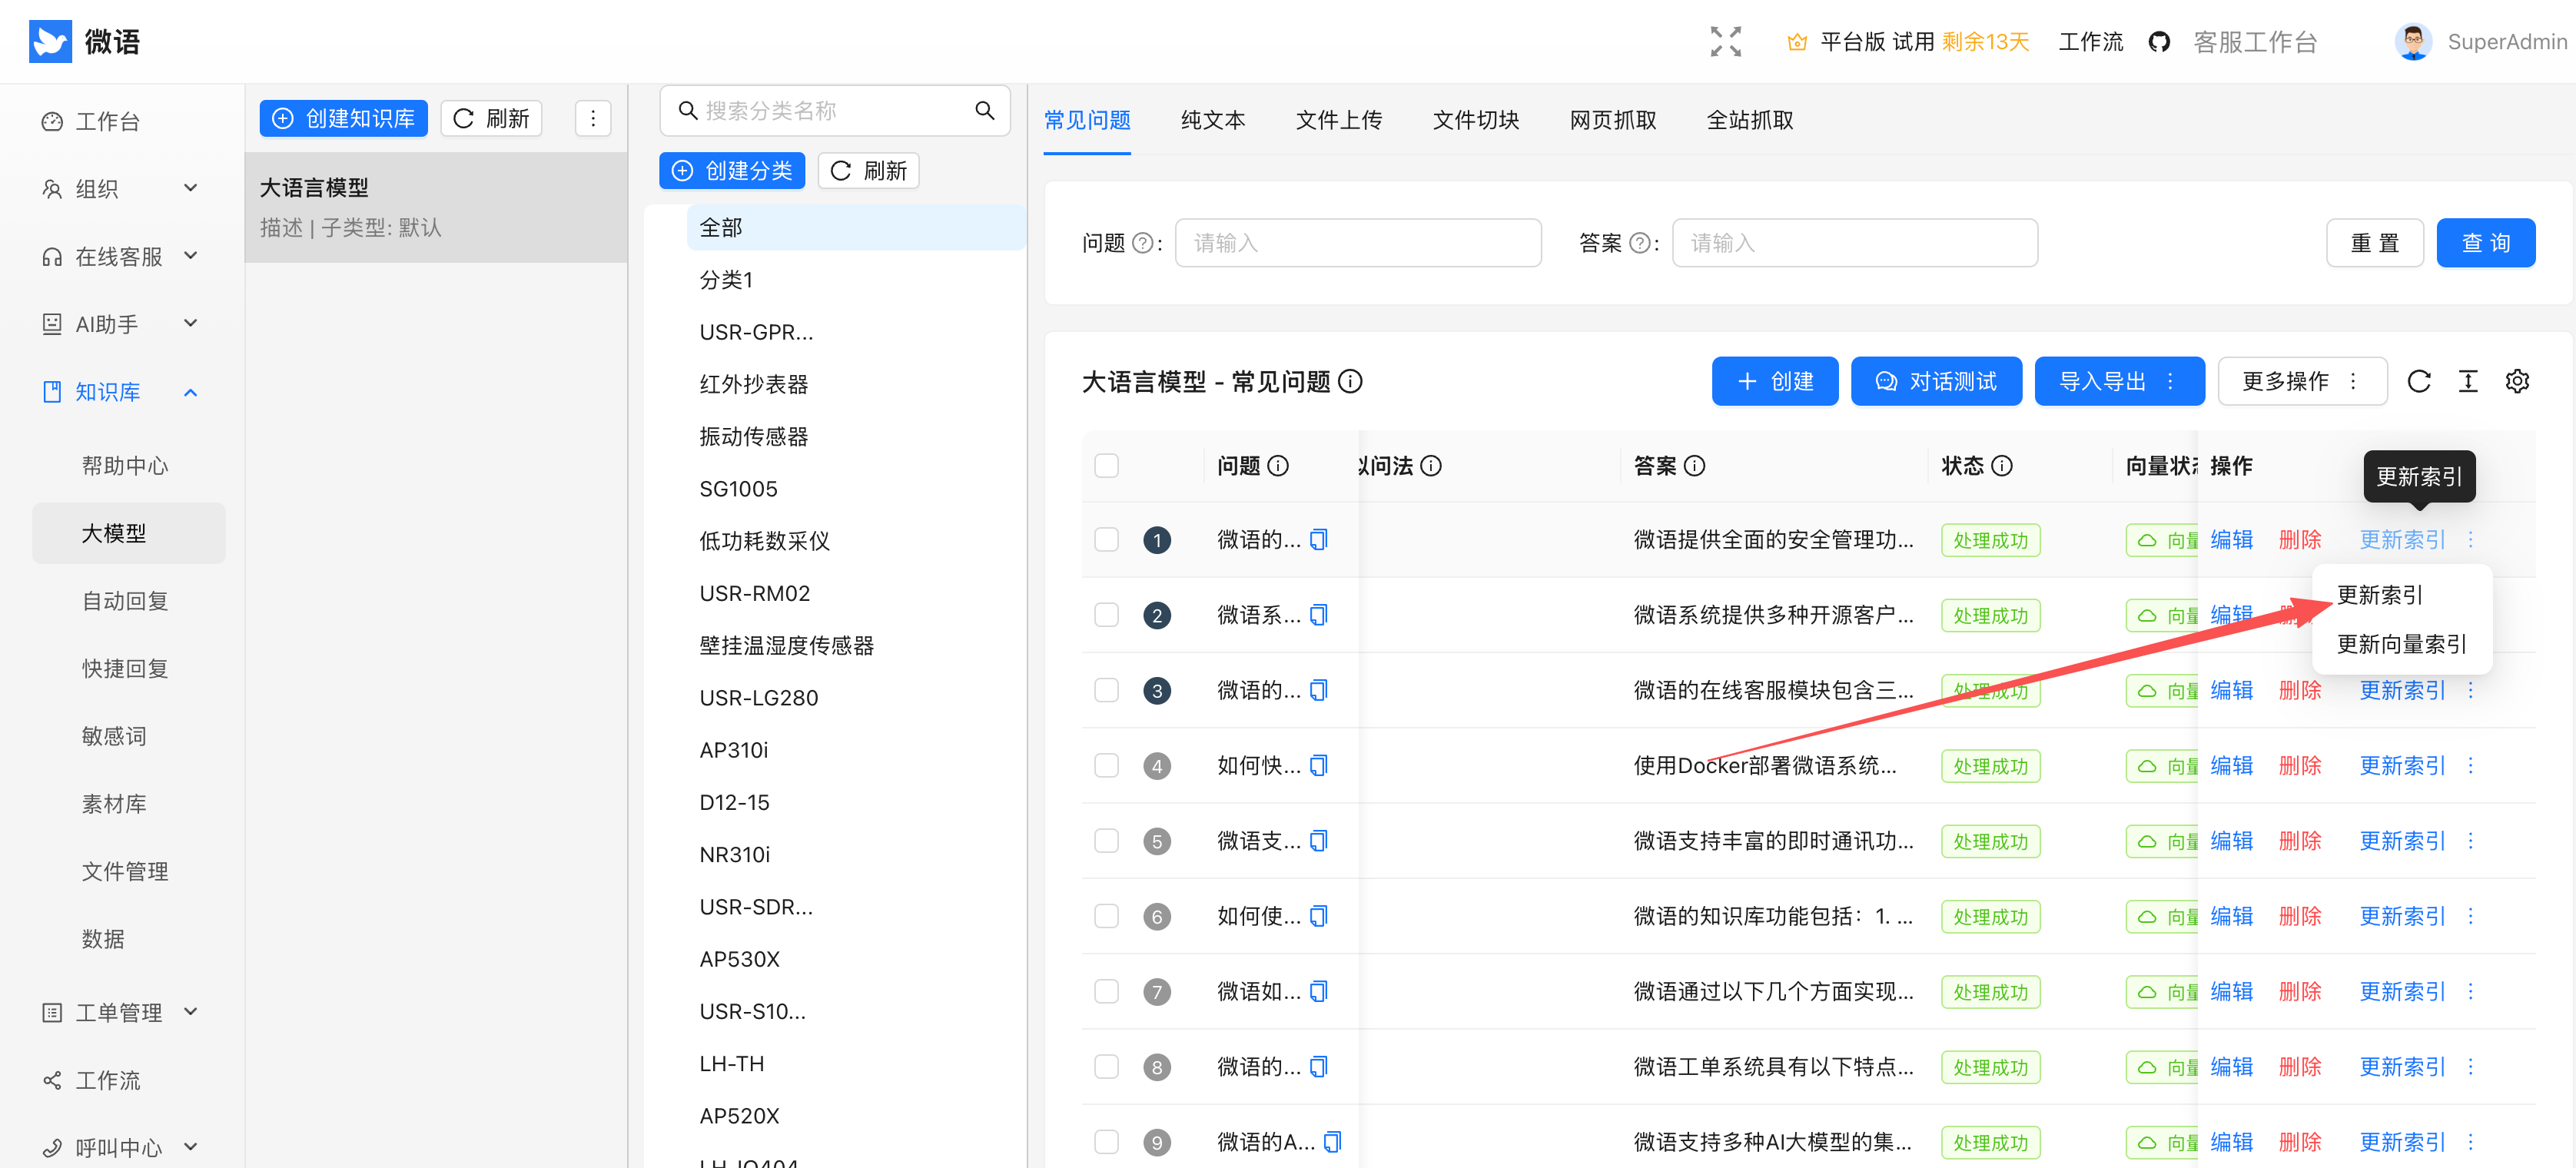 微语
平台版 试用 剩余13天
工作流
客服工作台
SuperAdmin
工作台
组织
在线客服
AI助手
知识库
帮助中心
大模型
自动回复
快捷回复
敏感词
素材库
文件管理
数据
工单管理
工作流
呼叫中心
创建知识库
刷新
大语言模型
描述 | 子类型: 默认
搜索分类名称
创建分类
刷新
全部
分类1
USR-GPR...
红外抄表器
振动传感器
SG1005
低功耗数采仪
USR-RM02
壁挂温湿度传感器
USR-LG280
AP310i
D12-15
NR310i
USR-SDR...
AP530X
USR-S10...
LH-TH
AP520X
常见问题 纯文本 文件上传 文件切块 网页抓取 全站抓取
问题 : 请输入 答案 : 请输入 重 置 查 询
大语言模型 - 常见问题 创建 对话测试 导入导出 更多操作
问题 问法 答案 状态 向量状 操作
更新索引
1 微语的... 微语提供全面的安全管理功... 处理成功 向量 编辑 删除 更新索引
更新索引
更新向量索引
2 微语系... 微语系统提供多种开源客户... 处理成功 向量 编辑
3 微语的... 微语的在线客服模块包含三... 处理成功 向量 编辑 删除 更新索引
4 如何快... 使用Docker部署微语系统... 处理成功 向量 编辑 删除 更新索引
5 微语支... 微语支持丰富的即时通讯功... 处理成功 向量 编辑 删除 更新索引
6 如何使... 微语的知识库功能包括：1. ... 处理成功 向量 编辑 删除 更新索引
7 微语如... 微语通过以下几个方面实现... 处理成功 向量 编辑 删除 更新索引
8 微语的... 微语工单系统具有以下特点... 处理成功 向量 编辑 删除 更新索引
9 微语的A... 微语支持多种AI大模型的集... 处理成功 向量 编辑 删除 更新索引